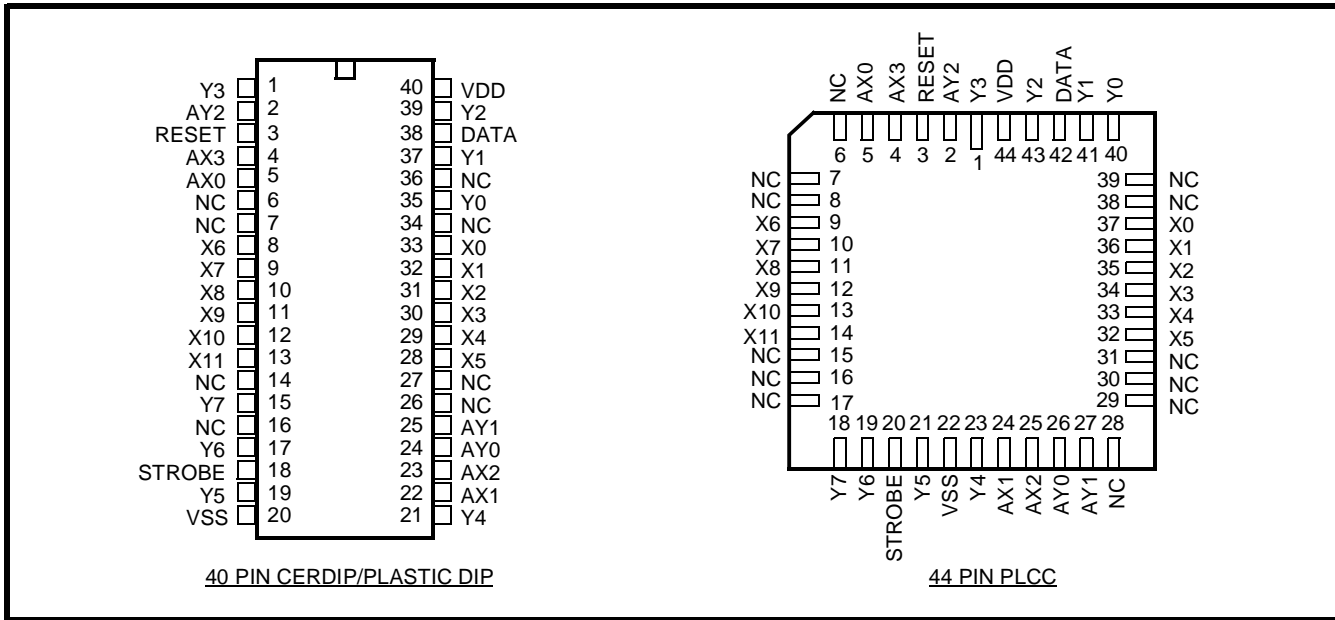 Y3 1 40 VDD
AY2 2 39 Y2
RESET 3 38 DATA
AX3 4 37 Y1
AX0 5 36 NC
NC 6 35 Y0
NC 7 34 NC
X6 8 33 X0
X7 9 32 X1
X8 10 31 X2
X9 11 30 X3
X10 12 29 X4
X11 13 28 X5
NC 14 27 NC
Y7 15 26 NC
NC 16 25 AY1
Y6 17 24 AY0
STROBE 18 23 AX2
Y5 19 22 AX1
VSS 20 21 Y4
40 PIN CERDIP/PLASTIC DIP
NC AX0 AX3 RESET AY2 Y3 VDD Y2 DATA Y1 Y0
6 5 4 3 2 1 44 43 42 41 40
NC 7 39 NC
NC 8 38 NC
X6 9 37 X0
X7 10 36 X1
X8 11 35 X2
X9 12 34 X3
X10 13 33 X4
X11 14 32 X5
NC 15 31 NC
NC 16 30 NC
NC 17 29 NC
18 19 20 21 22 23 24 25 26 27 28
Y7 Y6 STROBE Y5 VSS Y4 AX1 AX2 AY0 AY1 NC
44 PIN PLCC